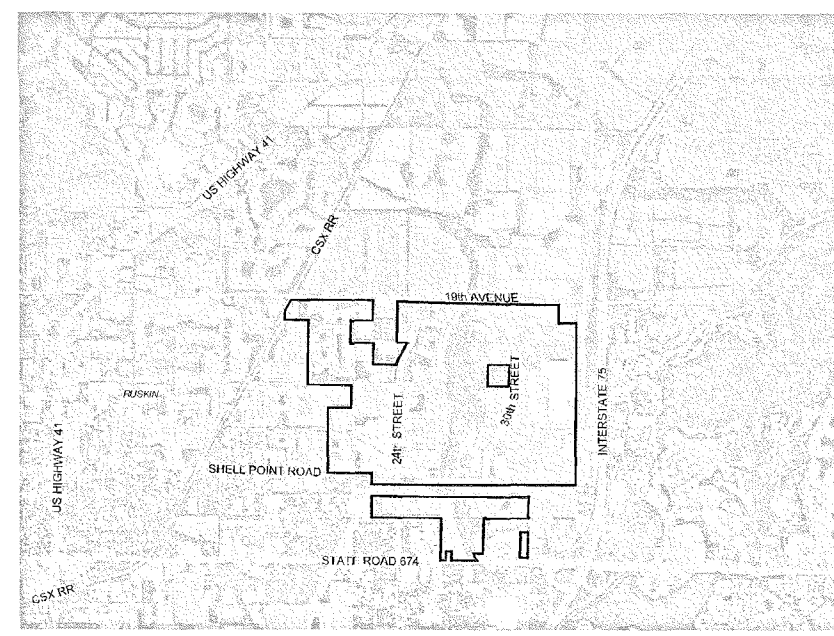 US HIGHWAY 41
CSX RR
19th AVENUE
30th STREET
RUSKIN
24th STREET
INTERSTATE 75
US HIGHWAY 41
SHELL POINT ROAD
STATE ROAD 674
CSX RR